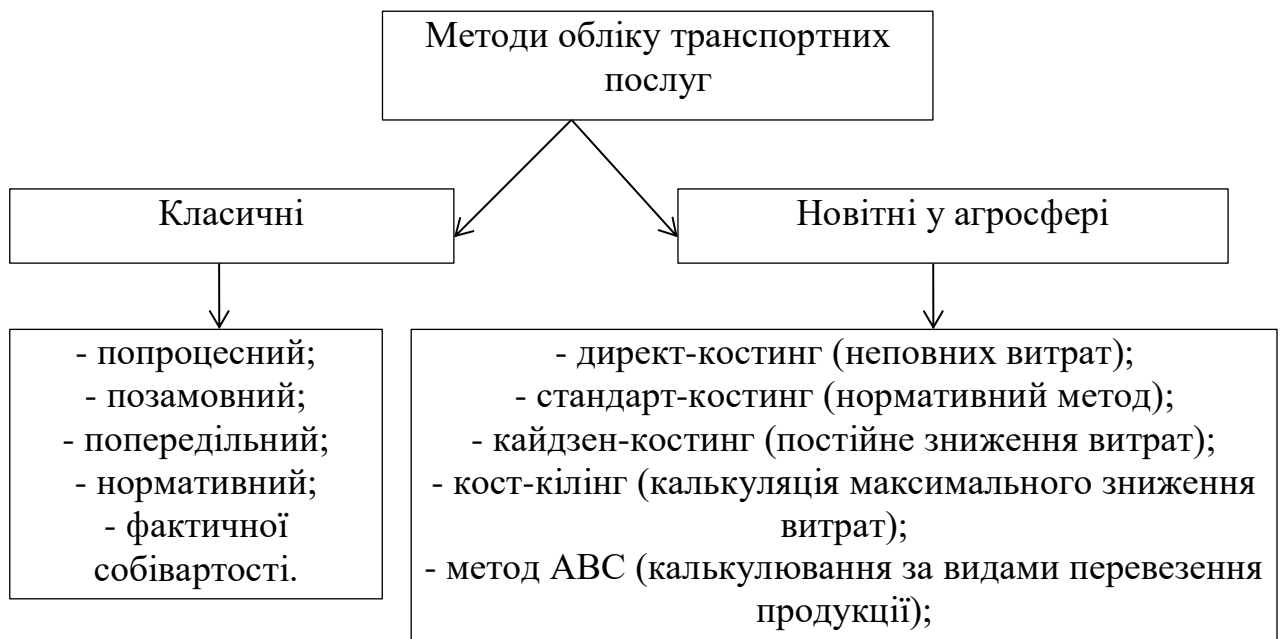 Методи обліку транспортних
послуг
Класичні
Новітні у агросфері
- попроцесний;
- позамовний;
- попередільний;
- нормативний;
- фактичної
собівартості.
- директ-костинг (неповних витрат);
- стандарт-костинг (нормативний метод);
- кайдзен-костинг (постійне зниження витрат);
- кост-кілінг (калькуляція максимального зниження
витрат);
- метод АВС (калькулювання за видами перевезення
продукції);